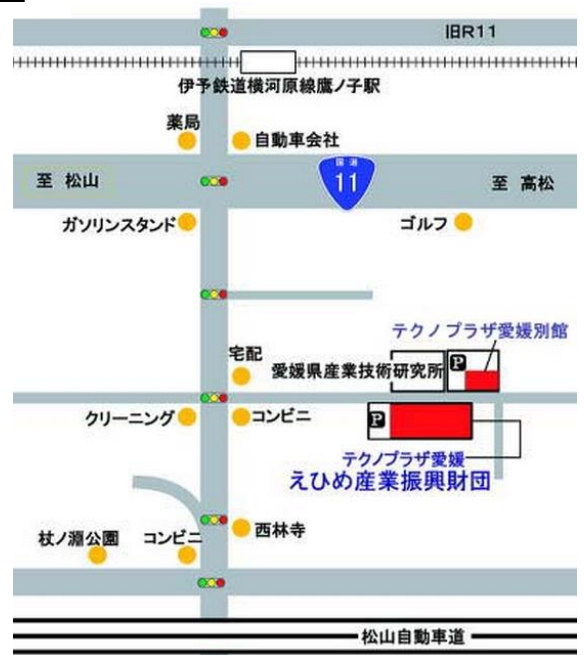 旧R11
伊予鉄道横河原線鷹ノ子駅
薬局
自動車会社
至 松山
国道
11
至 高松
ガソリンスタンド
ゴルフ
テクノプラザ愛媛別館
宅配
愛媛県産業技術研究所
P
クリーニング
コンビニ
P
テクノプラザ愛媛
えひめ産業振興財団
杖ノ淵公園
コンビニ
西林寺
松山自動車道